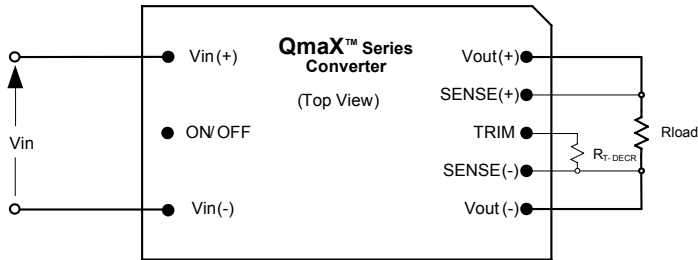 QmaX™ Series
Converter
(Top View)
Vin
Vin(+)
ON/OFF
Vin(-)
Vout(+)
SENSE(+)
TRIM
SENSE(-)
Vout(-)
RT-DECR
Rload